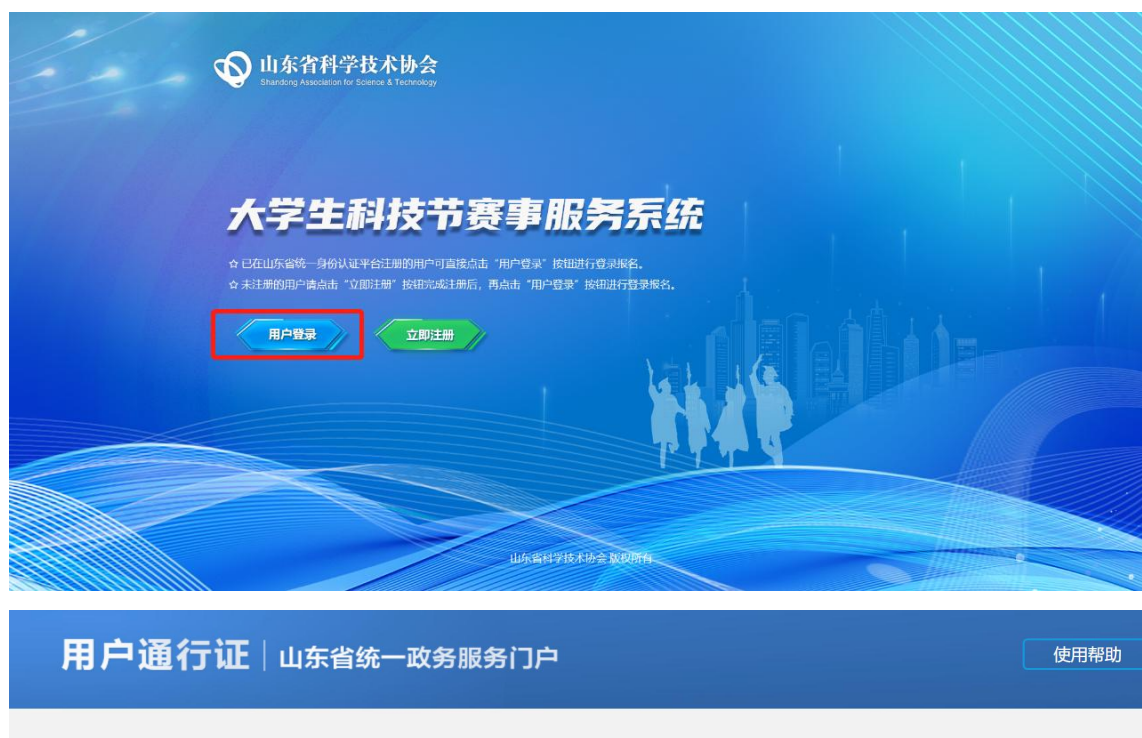 山东省科学技术协会
Shandong Association for Science & Technology
大学生科技节赛事服务系统
☆ 已在山东省统一身份认证平台注册的用户可直接点击“用户登录”按钮进行登录报名。
☆ 未注册的用户请点击“立即注册”按钮完成注册后，再点击“用户登录”按钮进行登录报名。
用户登录
立即注册
山东省科学技术协会 版权所有
用户通行证 | 山东省统一政务服务门户
使用帮助